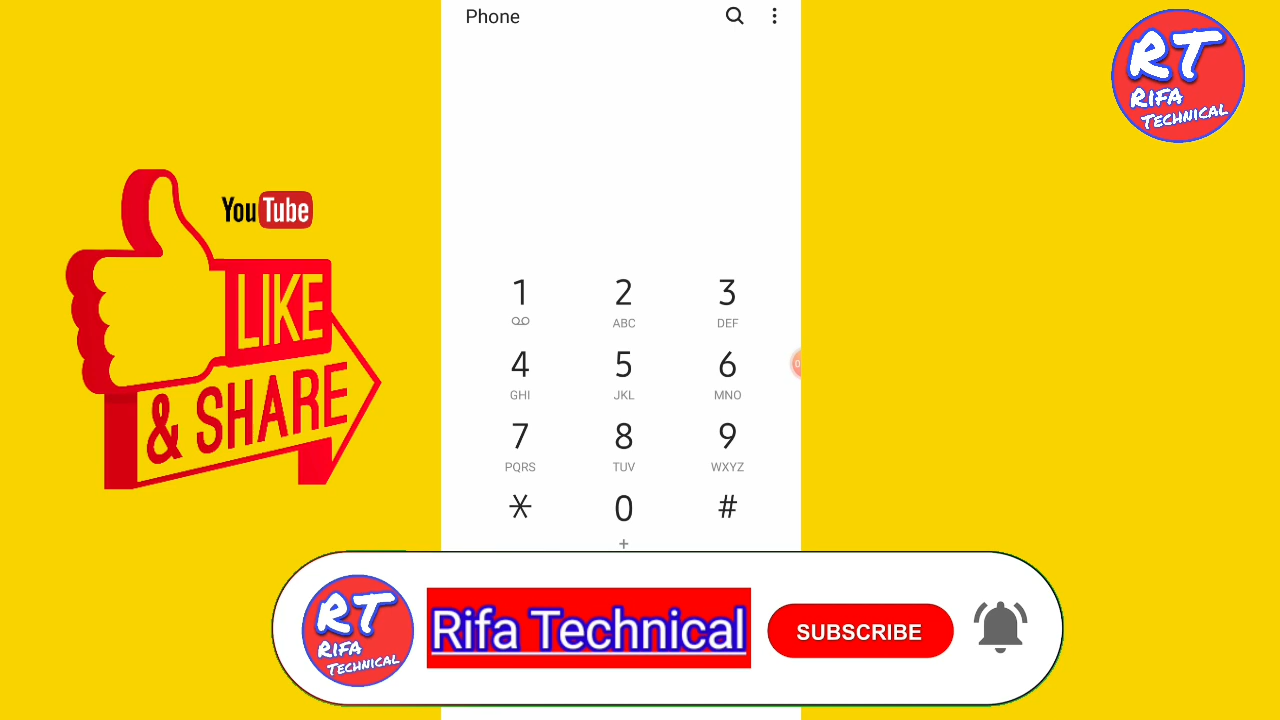 Phone
RT
RIFA
TECHNICAL
YouTube
LIKE
& SHARE
1
2
3
ABC
DEF
4
5
6
GHI
JKL
MNO
7
8
9
PQRS
TUV
WXYZ
*
0
#
+
RT
RIFA
TECHNICAL
Rifa Technical
SUBSCRIBE